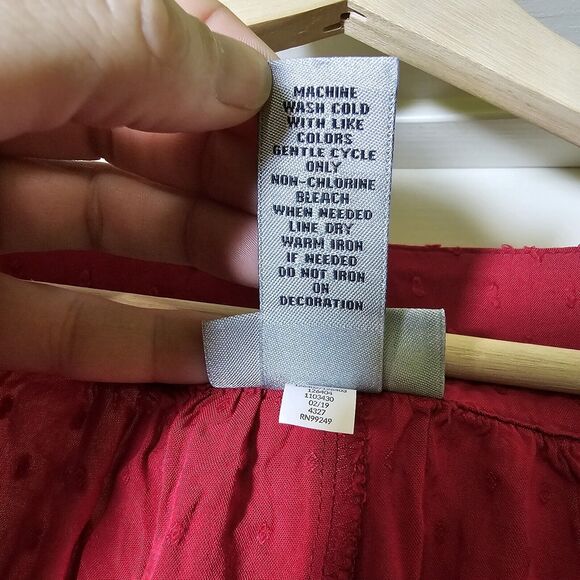 MACHINE
WASH COLD
WITH LIKE
COLORS
GENTLE CYCLE
ONLY
NON-CHLORINE
BLEACH
WHEN NEEDED
LINE DRY
WARM IRON
IF NEEDED
DO NOT IRON
ON
DECORATION
126404
1103430
02/19
4327
RN99249